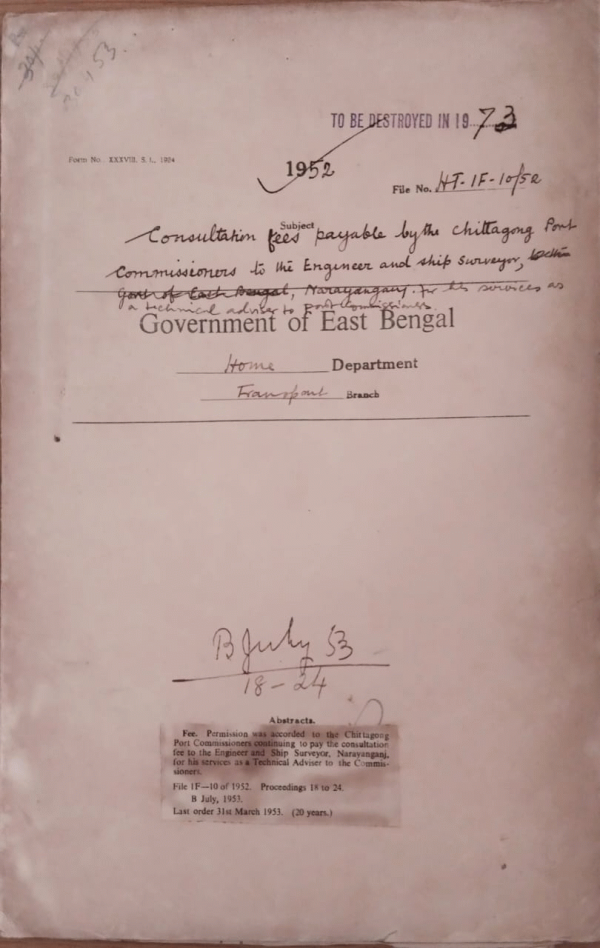 153.
TO BE DESTROYED IN 1973
Form No. XXXVIII, S. I., 1924
1952
File No. HT-1F-10/52
Subject
Consultation fees payable by the Chittagong Port
Commissioners to the Engineer and ship surveyor,
Govt of East Bengal, Narayanganj. for his services as
a technical adviser to port Commissioners.
Government of East Bengal
Home Department
Transport Branch
B July 53
18-24
Abstracts.
Fee. Permission was accorded to the Chittagong
Port Commissioners continuing to pay the consultation
fee to the Engineer and Ship Surveyor, Narayanganj,
for his services as a Technical Adviser to the Commis-
sioners.
File 1F—10 of 1952. Proceedings 18 to 24.
B July, 1953.
Last order 31st March 1953. (20 years.)